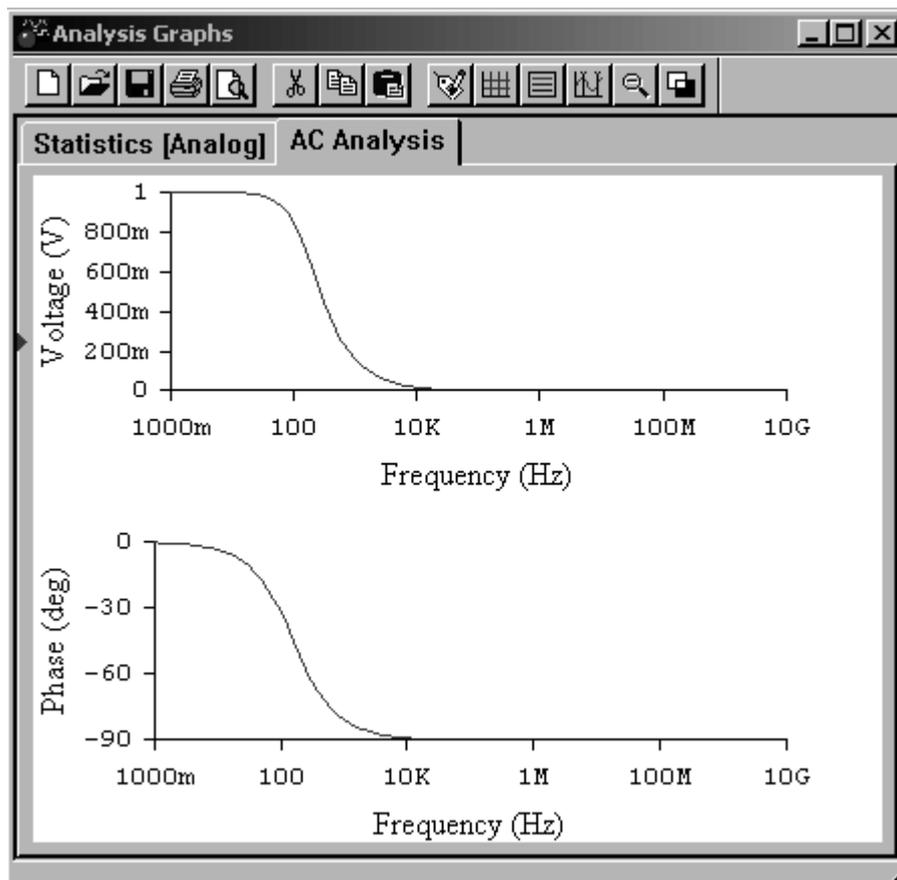 Analysis Graphs
Statistics [Analog] AC Analysis
Voltage (V)
1
800m
600m
400m
200m
0
1000m 100 10K 1M 100M 10G
Frequency (Hz)
Phase (deg)
0
-30
-60
-90
1000m 100 10K 1M 100M 10G
Frequency (Hz)